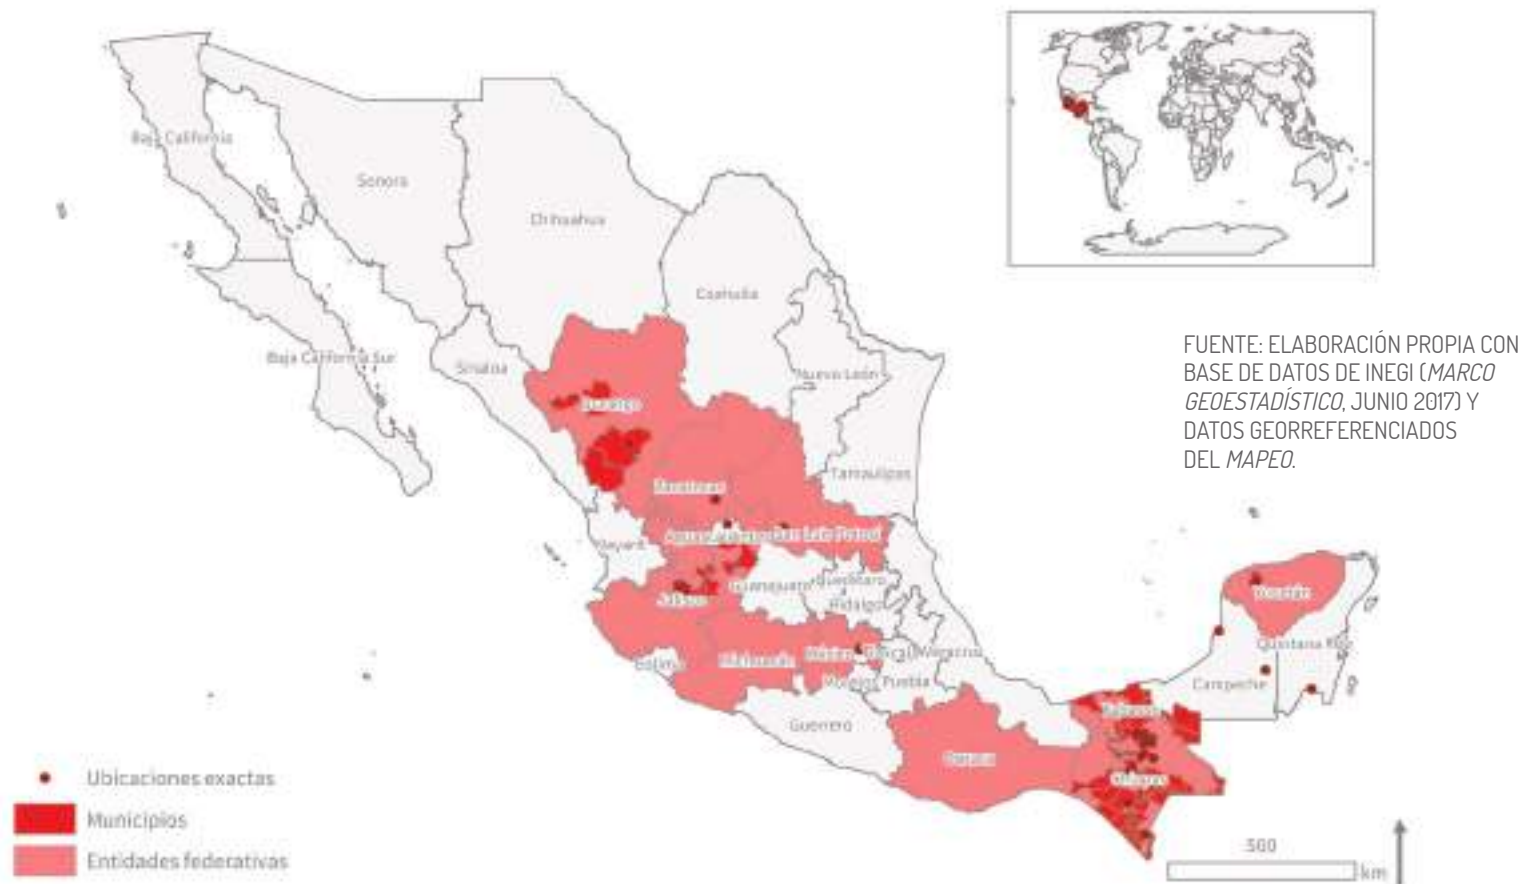 Baja California
Sonora
Chihuahua
Coahuila
Baja California Sur
Sinaloa
Nuevo León
Durango
Tamaulipas
Zacatecas
Aguascalientes
San Luis Potosí
Nayarit
Guanajuato
Querétaro
Hidalgo
Jalisco
Colima
Michoacán
México
Veracruz
Morelos
Puebla
Guerrero
Oaxaca
Tabasco
Chiapas
Campeche
Yucatán
Quintana Roo
FUENTE: ELABORACIÓN PROPIA CON
BASE DE DATOS DE INEGI (MARCO
GEOESTADÍSTICO, JUNIO 2017) Y
DATOS GEORREFERENCIADOS
DEL MAPEO.
Ubicaciones exactas
Municipios
Entidades federativas
500
km